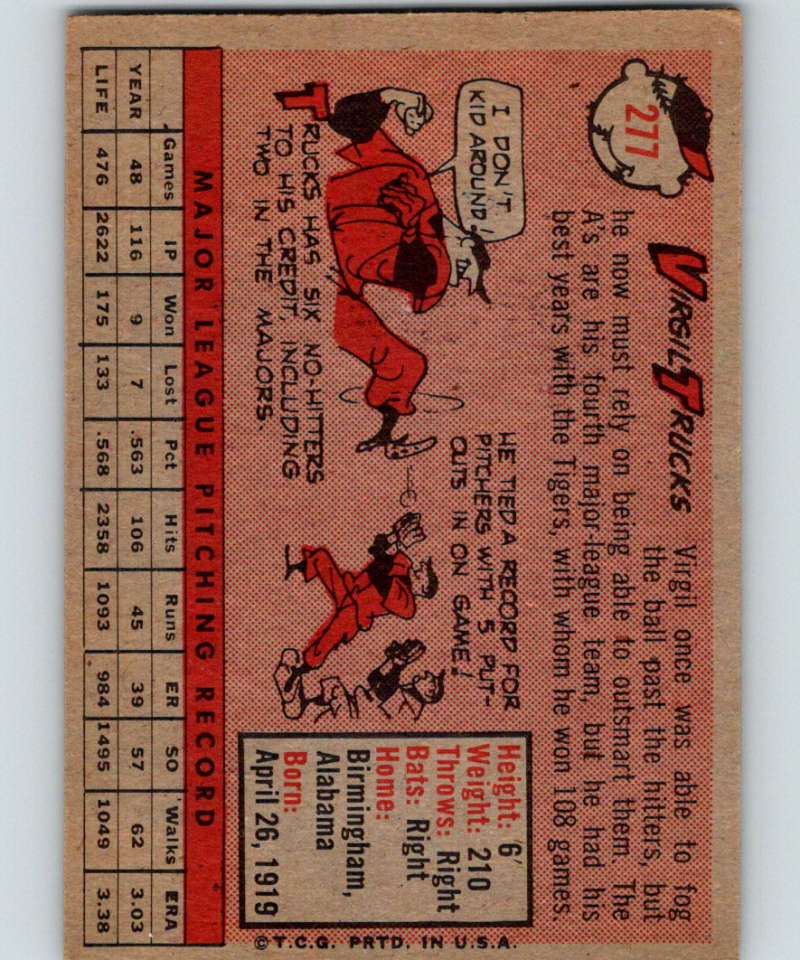 277
VIRGIL TRUCKS
Virgil once was able to fog
the ball past the hitters, but
he now must rely on being able to outsmart them. The
A's are his fourth major-league team, but he had his
best years with the Tigers, with whom he won 108 games.
I DON'T
KID AROUND!
TRUCKS HAS SIX NO-HITTERS
TO HIS CREDIT, INCLUDING
TWO IN THE MAJORS.
HE TIED A RECORD FOR
PITCHERS WITH 5 PUT-
OUTS IN ON GAME!
Height: 6'
Weight: 210
Throws: Right
Bats: Right
Home:
Birmingham,
Alabama
Born:
April 26, 1919
MAJOR LEAGUE PITCHING RECORD
Games IP Won Lost Pct Hits Runs ER SO Walks ERA
YEAR 48 116 9 7 .563 106 45 39 57 62 3.03
LIFE 476 2622 175 133 .568 2358 1093 984 1495 1049 3.38
©T.C.G. PRTD. IN U.S.A.